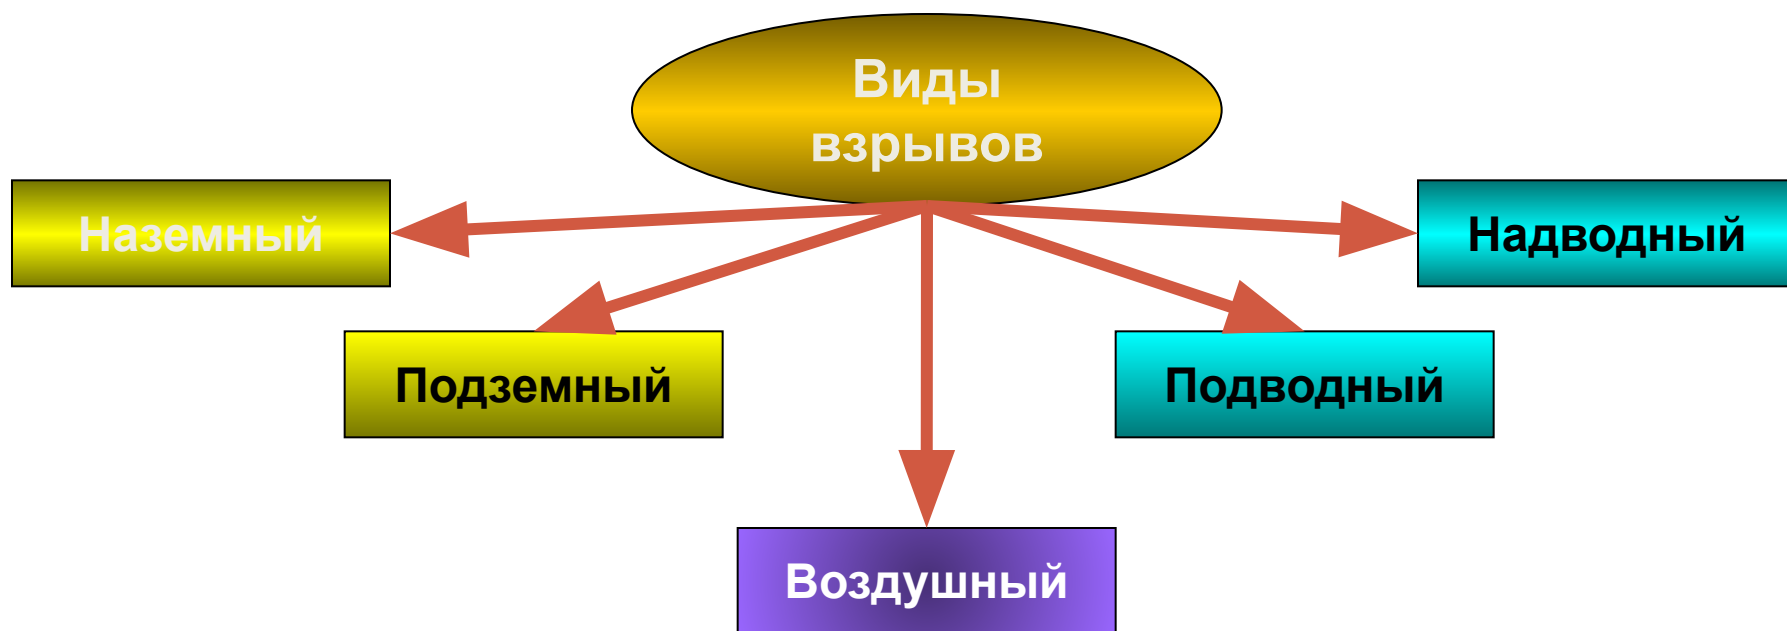 Виды
взрывов
Наземный
Надводный
Подземный
Подводный
Воздушный